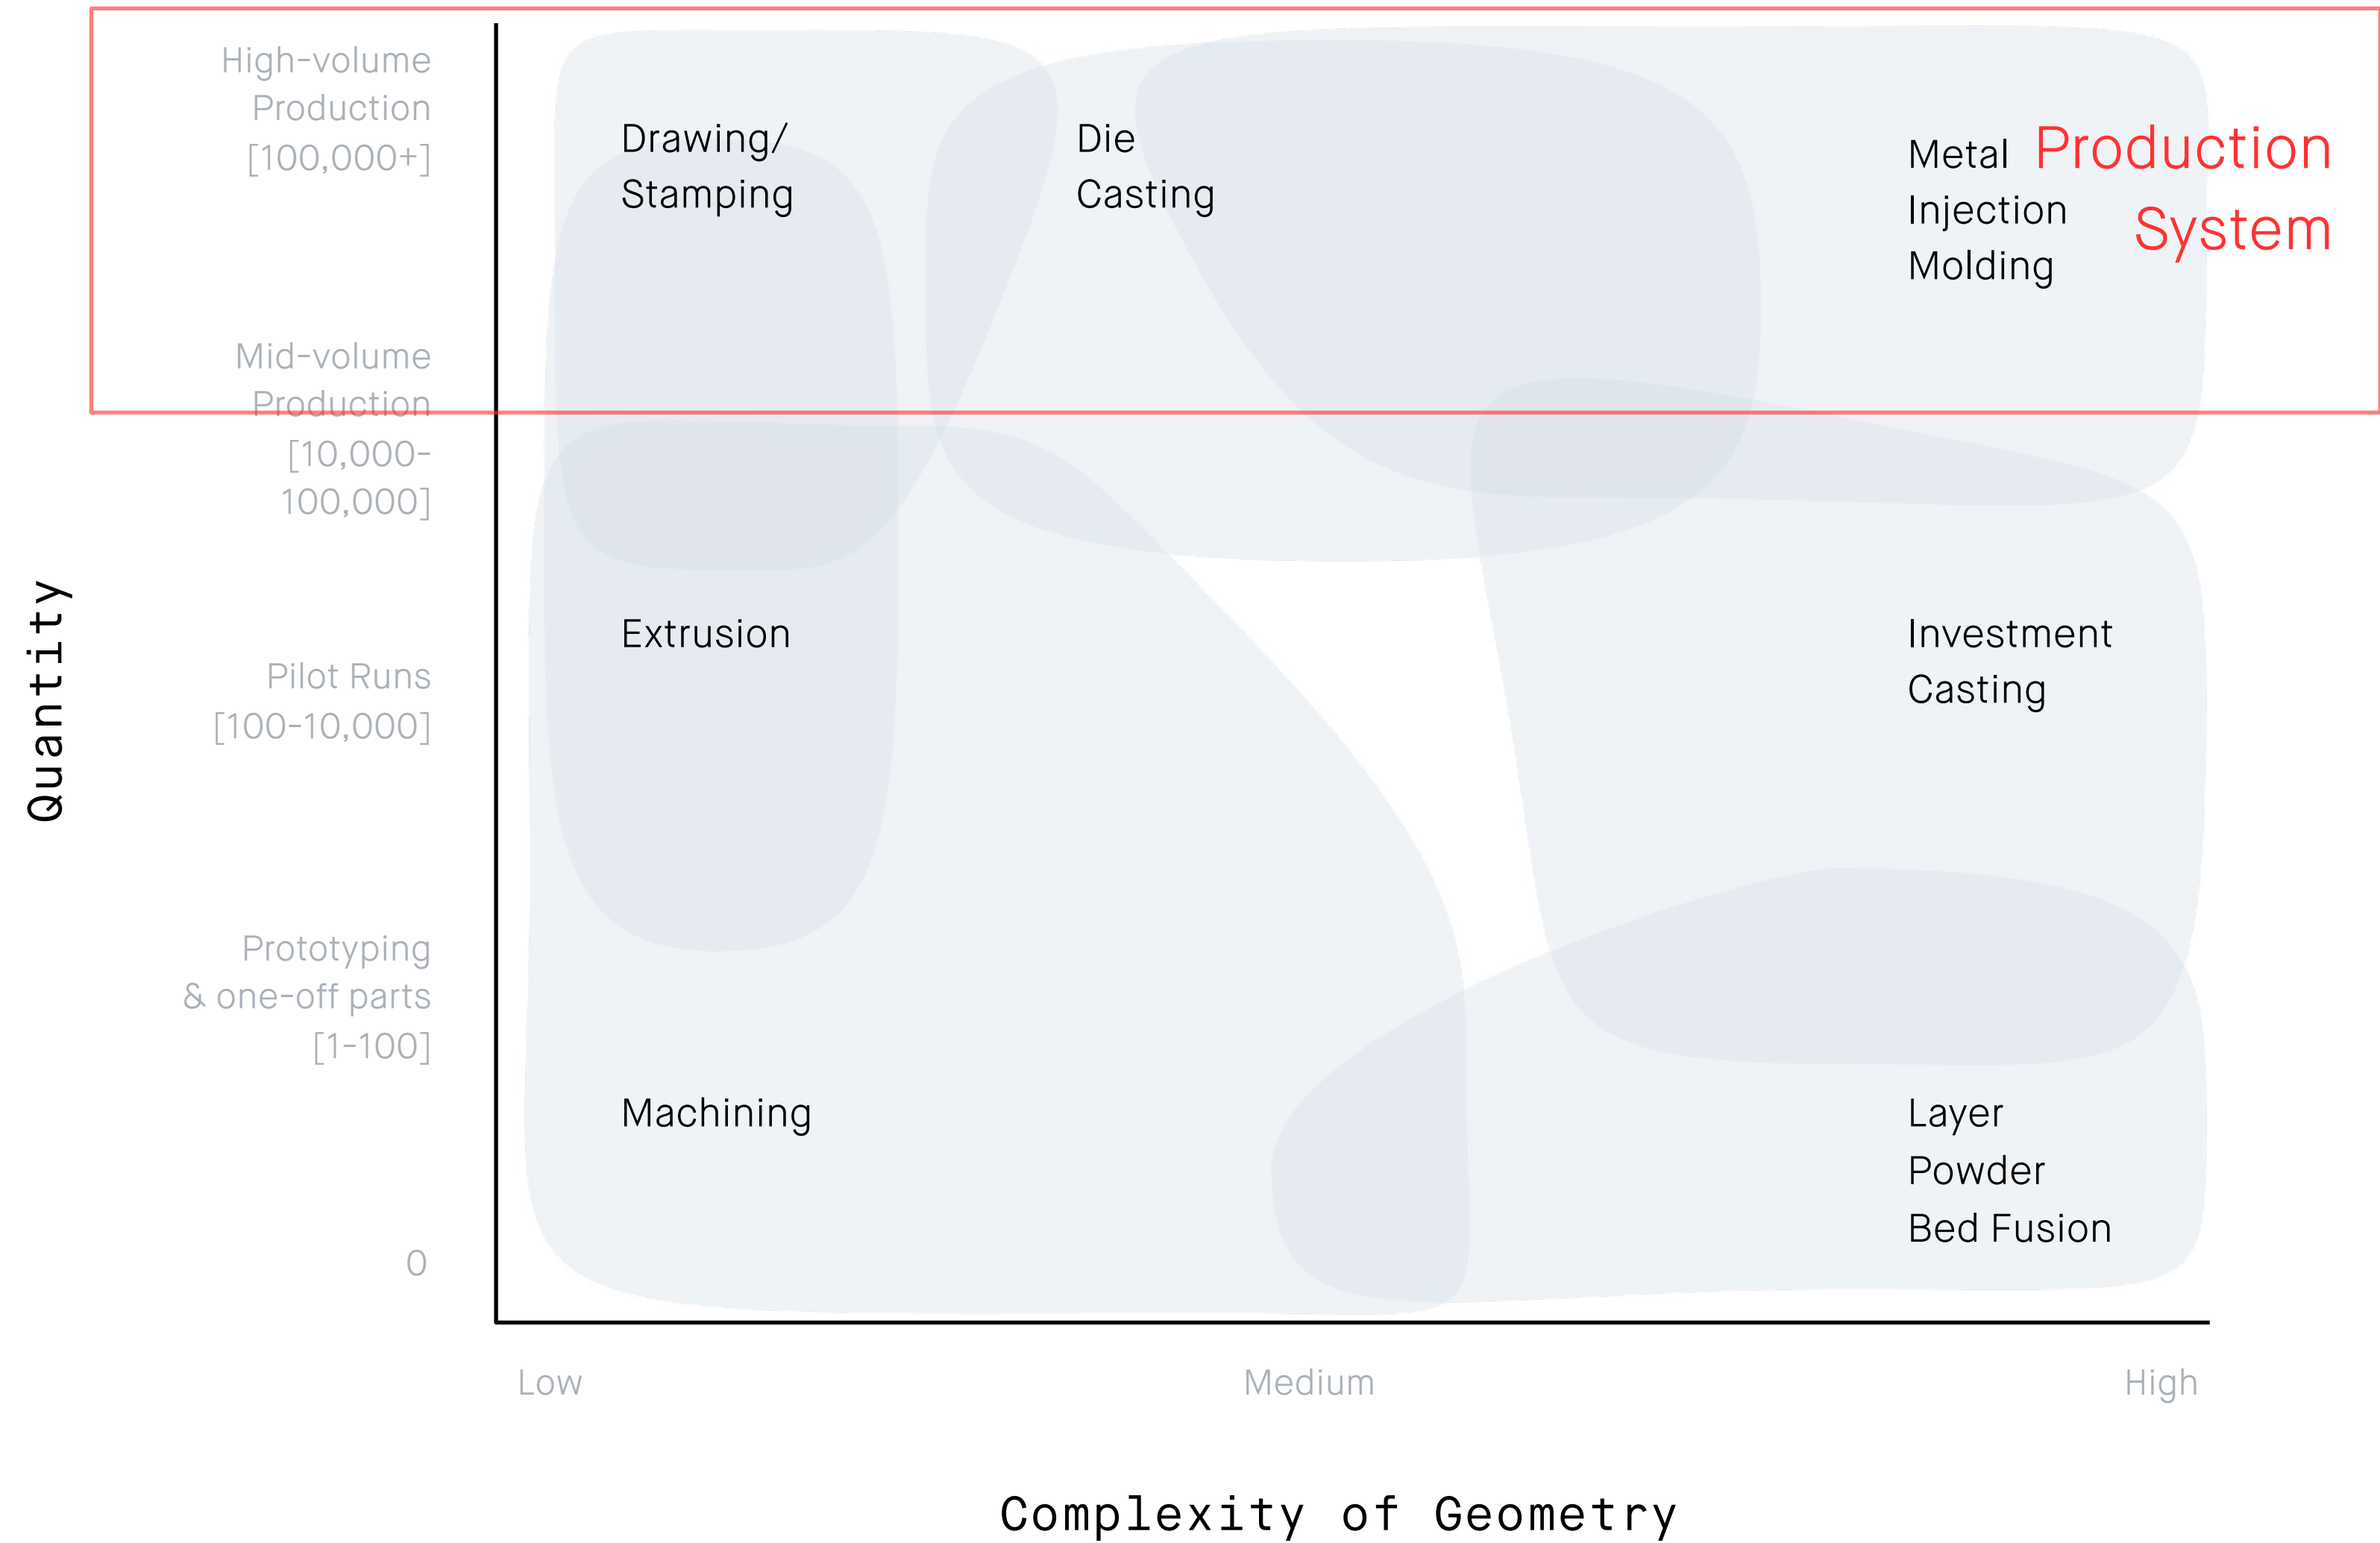 High-volume
Production
[100,000+]
Drawing/
Stamping
Die
Casting
Metal
Injection
Molding
Production
System
Mid-volume
Production
[10,000-
100,000]
Quantity
Extrusion
Investment
Casting
Pilot Runs
[100-10,000]
Prototyping
& one-off parts
[1-100]
Machining
Layer
Powder
Bed Fusion
0
Low
Medium
High
Complexity of Geometry